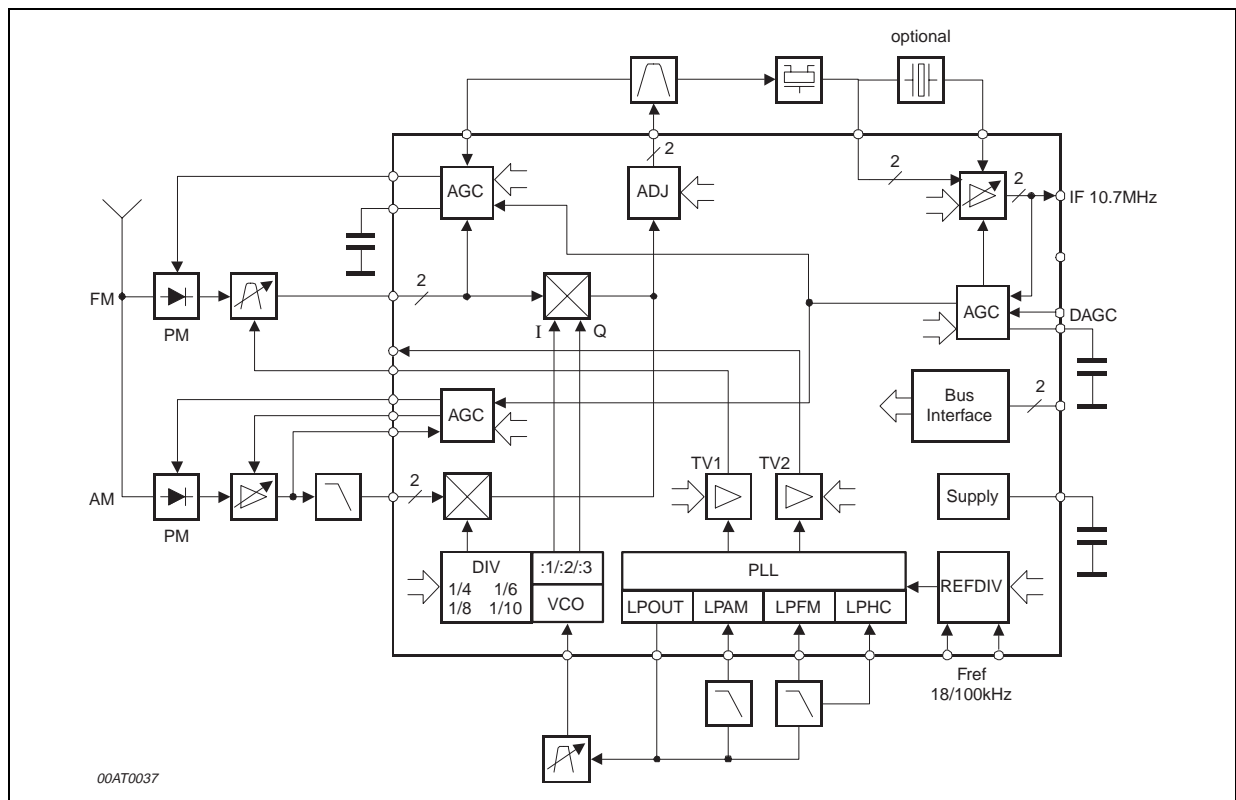 optional
2
AGC
ADJ
2
2
IF 10.7MHz
FM
PM
2
I
Q
AGC
DAGC
AGC
Bus
Interface
2
AM
PM
2
TV1
TV2
Supply
DIV
1/4 1/6
1/8 1/10
:1/:2/:3
VCO
PLL
LPOUT
LPAM
LPFM
LPHC
REFDIV
Fref
18/100kHz
00AT0037